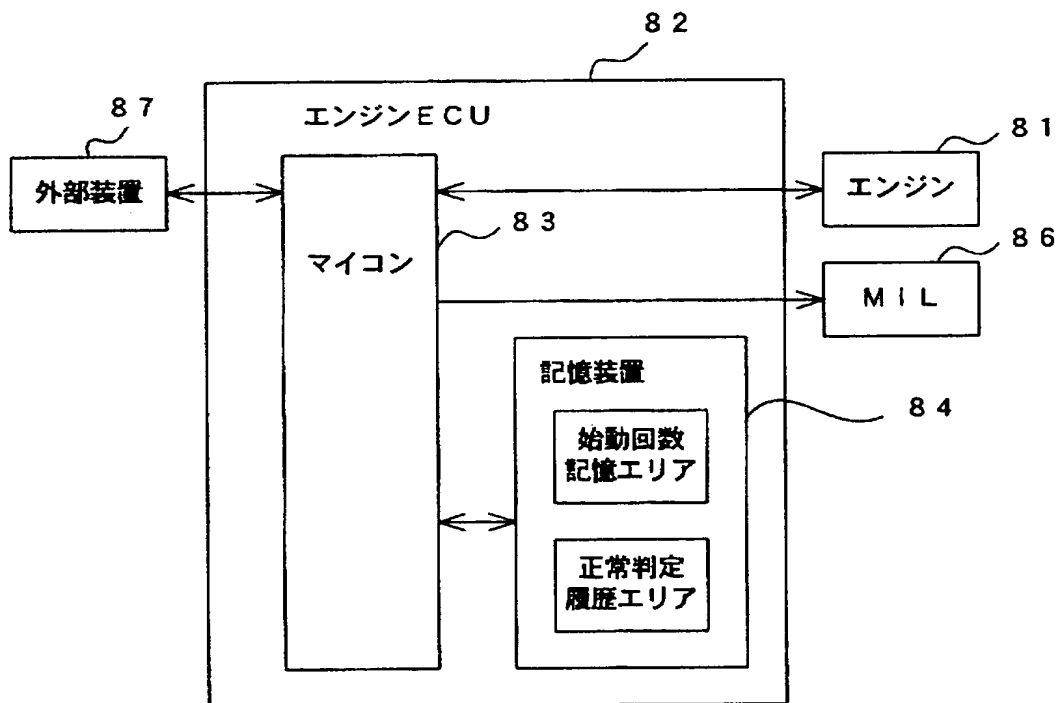 ８２
８７
エンジンＥＣＵ
８１
外部装置
エンジン
８３
８６
マイコン
ＭＩＬ
記憶装置
８４
始動回数
記憶エリア
正常判定
履歴エリア